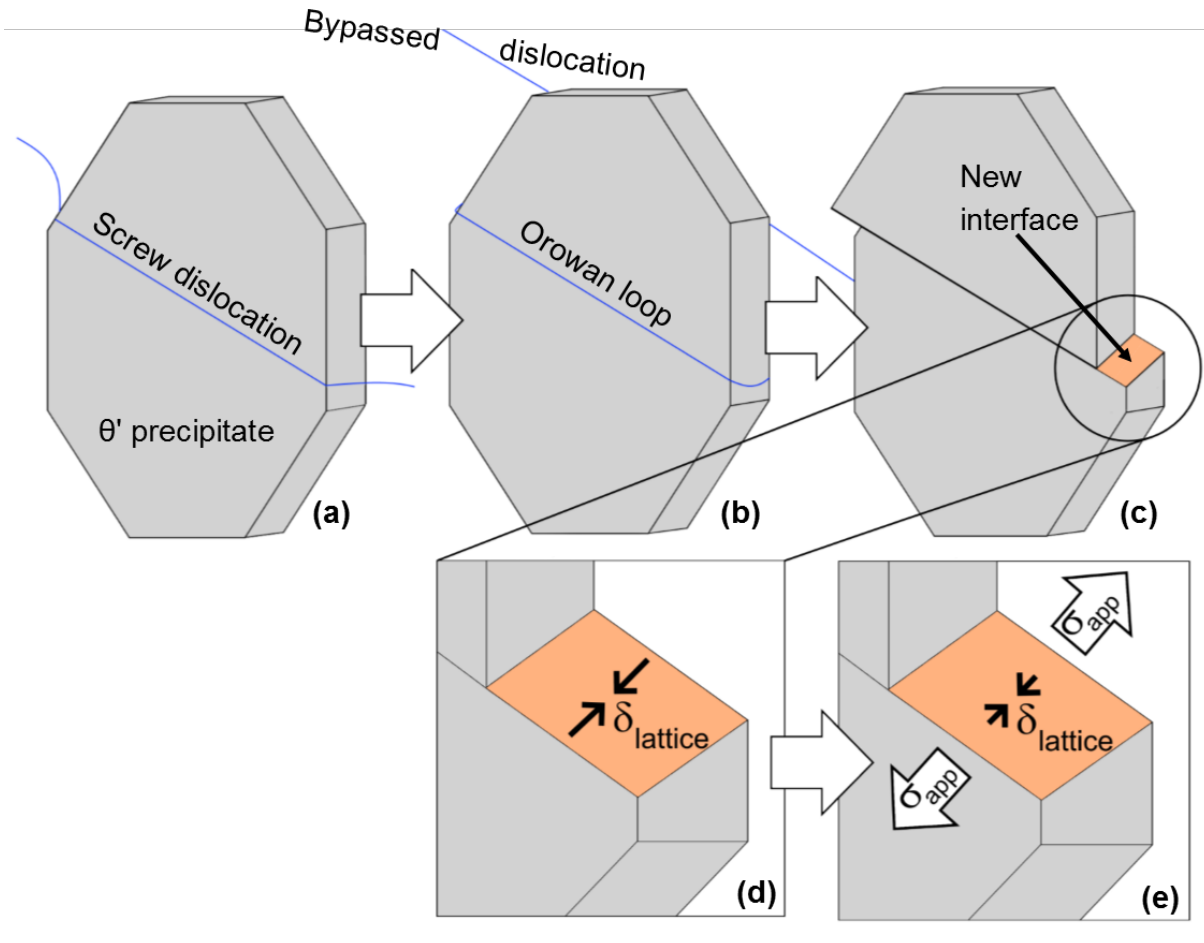 Bypassed dislocation
Screw dislocation
θ' precipitate
(a)
Orowan loop
(b)
New
interface
(c)
δlattice
(d)
σapp
δlattice
σapp
(e)